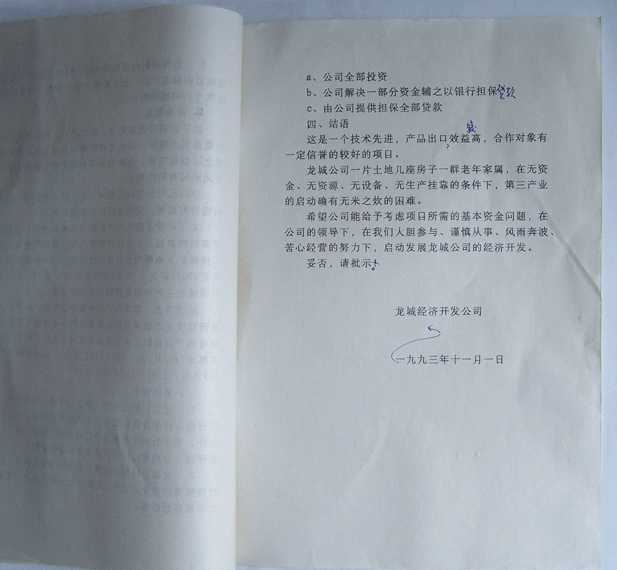 a、公司全部投资
b、公司解决一部分资金辅之以银行担保贷款
c、由公司提供担保全部贷款
四、结语
这是一个技术先进，产品出口效益高，合作对象有
一定信誉的较好的项目。
龙城公司一片土地几座房子一群老年家属，在无资
金、无资源、无设备、无生产挂靠的条件下，第三产业
的启动确有无米之炊的困难。
希望公司能给予考虑项目所需的基本资金问题，在
公司的领导下，在我们大胆参与、谨慎从事、风雨奔波、
苦心经营的努力下，启动发展龙城公司的经济开发。
妥否，请批示
龙城经济开发公司
一九九三年十一月一日